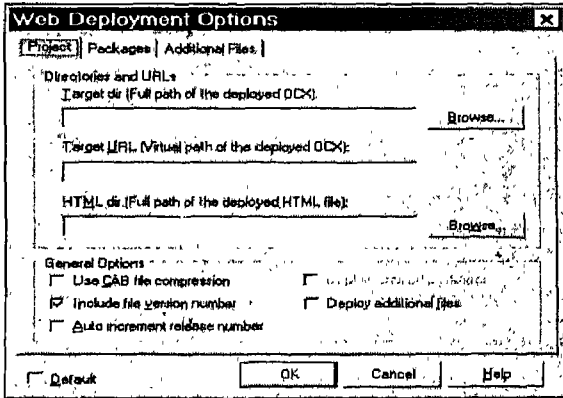 Web Deployment Options
Project Packages Additional Files
Directories and URLs
Target dir (Full path of the deployed OCX):
Browse...
Target URL (Virtual path of the deployed OCX):
HTML dir (Full path of the deployed HTML file):
Browse...
General Options
Use CAB file compression
Include file version number
Deploy additional files
Auto increment release number
Default
OK
Cancel
Help